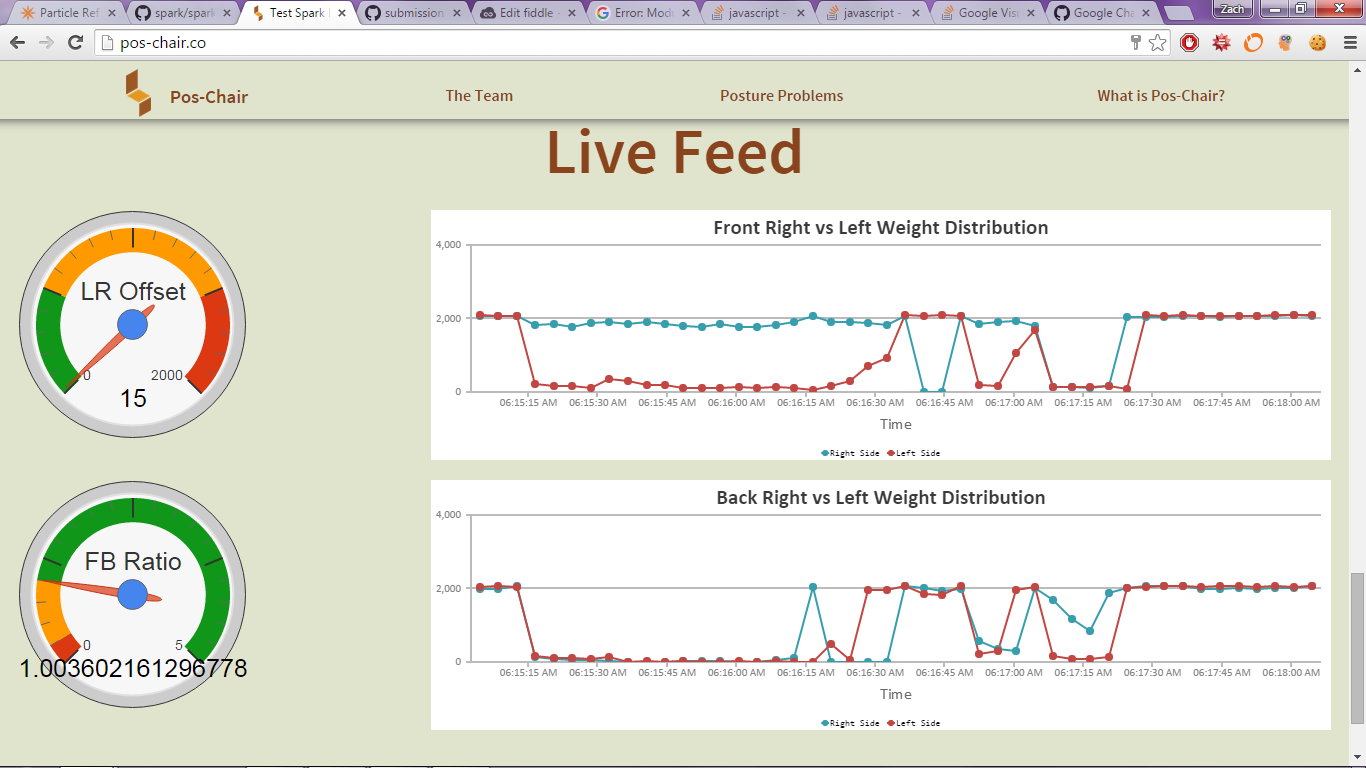 Particle Ref
spark/spark
Test Spark
submission
Edit fiddle -
Error: Modu
javascript -
javascript -
Google Visu
Google Cha
Zach
pos-chair.co
Pos-Chair
The Team
Posture Problems
What is Pos-Chair?
Live Feed
LR Offset
0
2000
15
Front Right vs Left Weight Distribution
4,000
2,000
0
06:15:15 AM 06:15:30 AM 06:15:45 AM 06:16:00 AM 06:16:15 AM 06:16:30 AM 06:16:45 AM 06:17:00 AM 06:17:15 AM 06:17:30 AM 06:17:45 AM 06:18:00 AM
Time
Right Side Left Side
FB Ratio
0
5
1.003602161296778
Back Right vs Left Weight Distribution
4,000
2,000
0
06:15:15 AM 06:15:30 AM 06:15:45 AM 06:16:00 AM 06:16:15 AM 06:16:30 AM 06:16:45 AM 06:17:00 AM 06:17:15 AM 06:17:30 AM 06:17:45 AM 06:18:00 AM
Time
Right Side Left Side